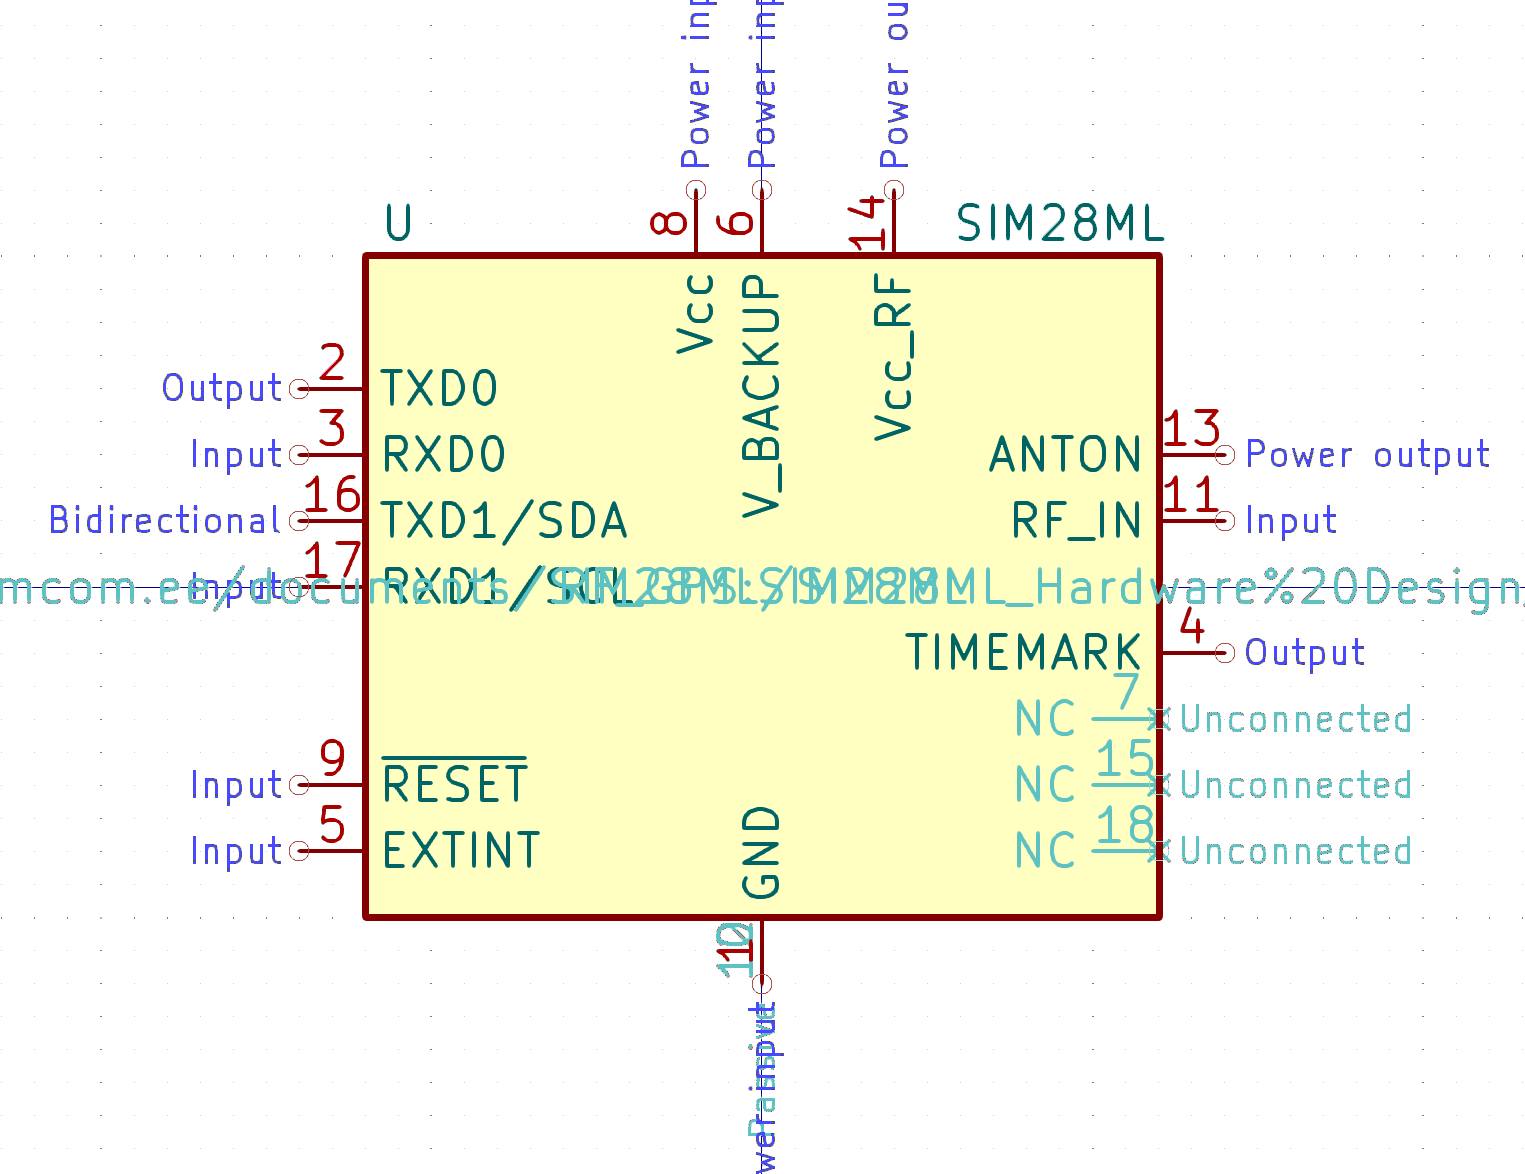 Power inp
Power inp
Power ou
8
6
14
U
SIM28ML
Vcc
V_BACKUP
Vcc_RF
Output 2 TXD0
Input 3 RXD0
Bidirectional 16 TXD1/SDA
Input 17 RXD1/SCL
ANTON 13 Power output
RF_IN 11 Input
mcom.ee/documents/SIM28ML/SIM28ML_Hardware%20Design
TIMEMARK 4 Output
NC 7 Unconnected
NC 15 Unconnected
NC 18 Unconnected
Input 9 RESET
Input 5 EXTINT
GND
1
10
wer input
Passive